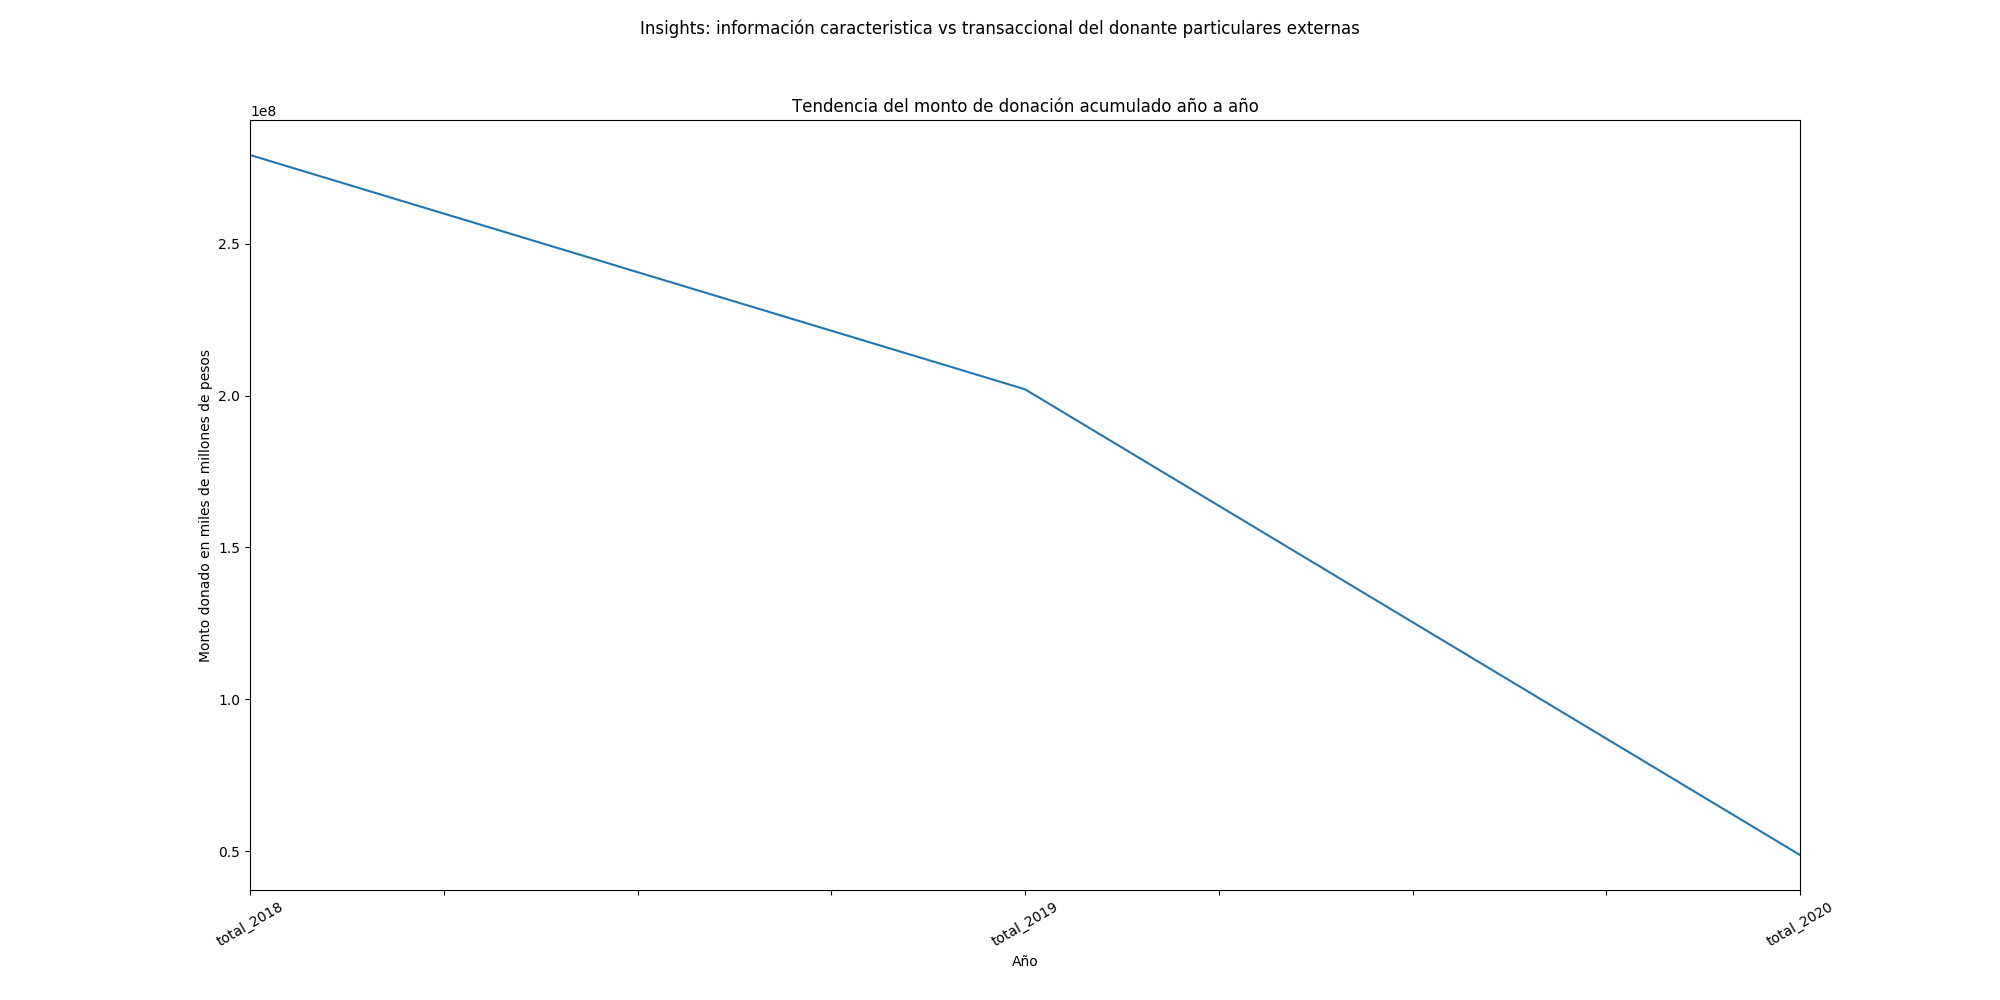 Insights: información caracteristica vs transaccional del donante particulares externas
Tendencia del monto de donación acumulado año a año
1e8
2.5
2.0
1.5
1.0
0.5
Monto donado en miles de millones de pesos
total_2018
total_2019
total_2020
Año